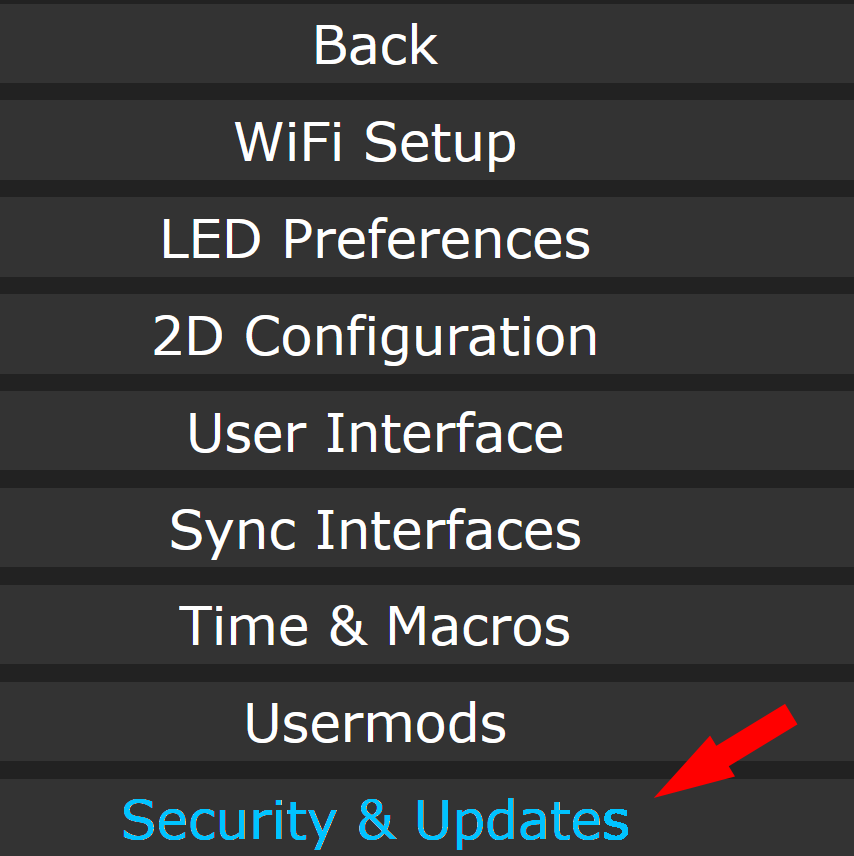 Back
WiFi Setup
LED Preferences
2D Configuration
User Interface
Sync Interfaces
Time & Macros
Usermods
Security & Updates